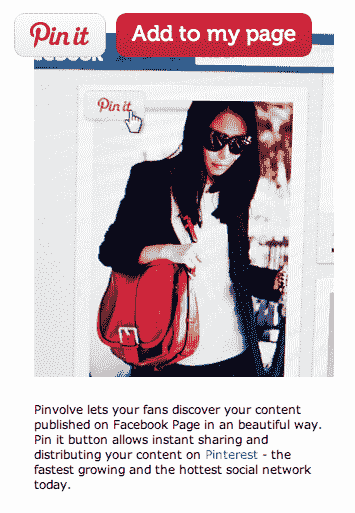 Pin it Add to my page
Pin it
Pinvolve lets your fans discover your content
published on Facebook Page in an beautiful way.
Pin it button allows instant sharing and
distributing your content on Pinterest - the
fastest growing and the hottest social network
today.